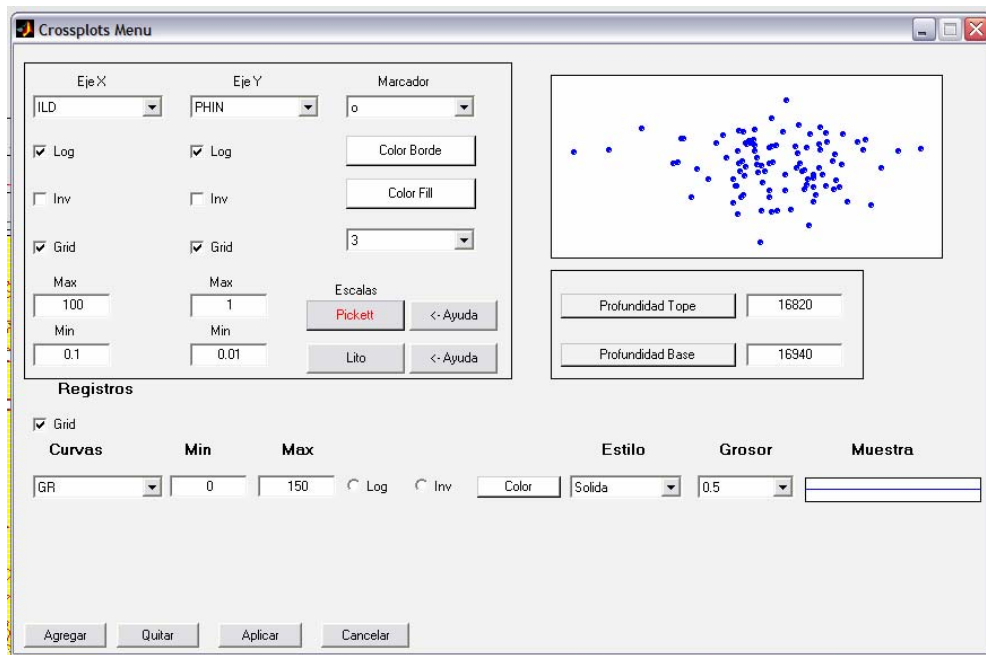 Crossplots Menu
Eje X Eje Y Marcador
ILD PHIN o
Log Log Color Borde
Inv Inv Color Fill
Grid Grid 3
Max Max
100 1
Escalas
Pickett <- Ayuda
Min Min
0.1 0.01
Lito <- Ayuda
Profundidad Tope 16820
Profundidad Base 16940
Registros
Grid
Curvas Min Max Estilo Grosor Muestra
GR 0 150 Log Inv Color Solida 0.5
Agregar Quitar Aplicar Cancelar